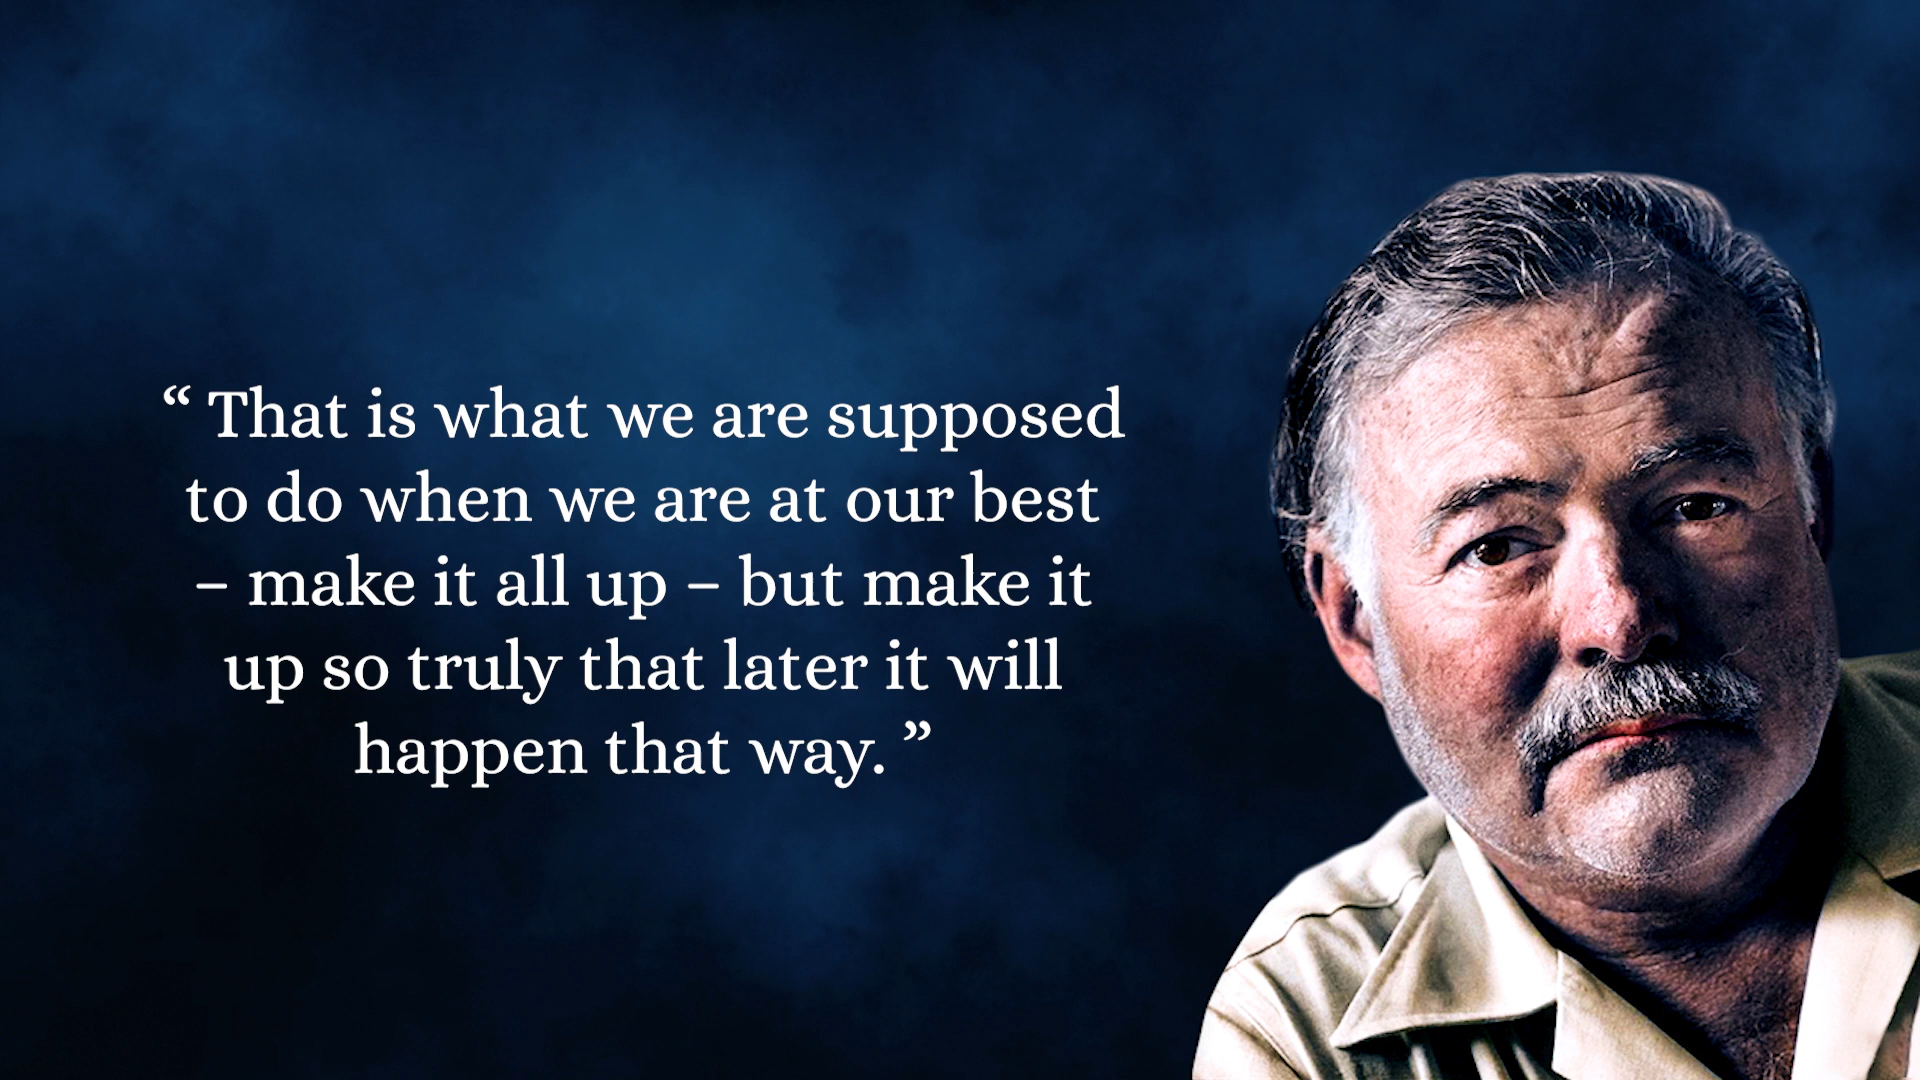 “ That is what we are supposed
to do when we are at our best
– make it all up – but make it
up so truly that later it will
happen that way. ”